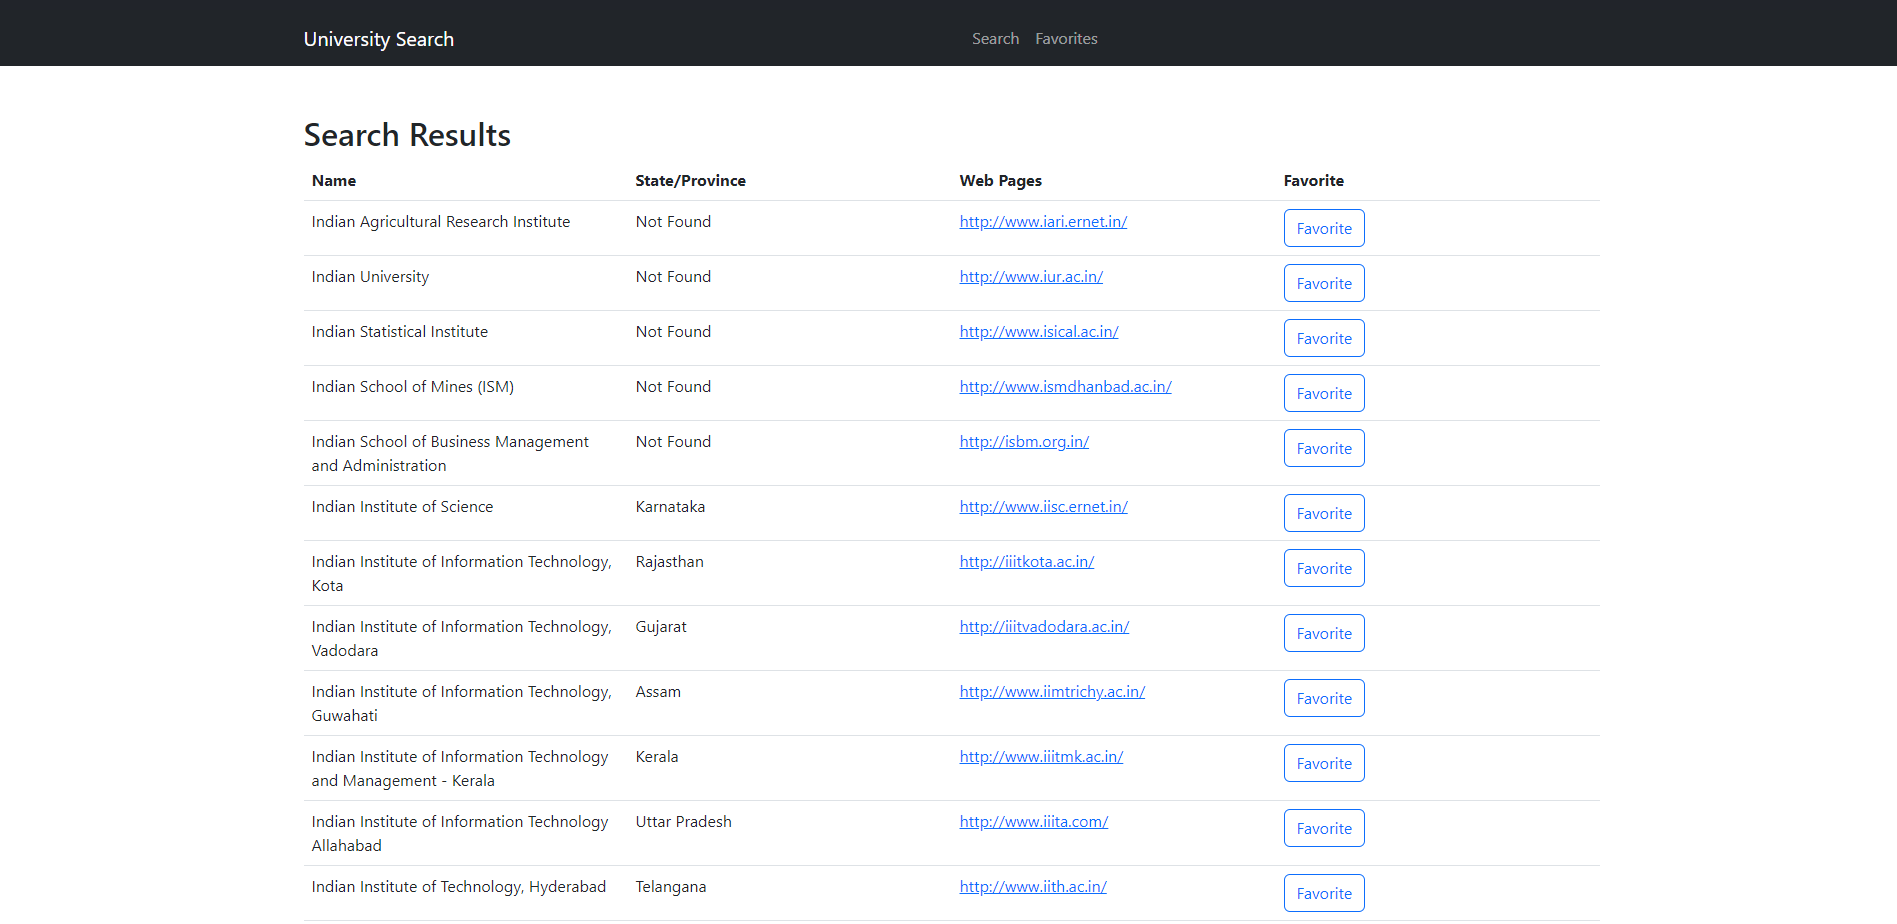 University Search
Search Favorites
Search Results
Name State/Province Web Pages Favorite
Indian Agricultural Research Institute Not Found http://www.iari.ernet.in/ Favorite
Indian University Not Found http://www.iur.ac.in/ Favorite
Indian Statistical Institute Not Found http://www.isical.ac.in/ Favorite
Indian School of Mines (ISM) Not Found http://www.ismdhanbad.ac.in/ Favorite
Indian School of Business Management Not Found http://isbm.org.in/ Favorite
and Administration
Indian Institute of Science Karnataka http://www.iisc.ernet.in/ Favorite
Indian Institute of Information Technology, Rajasthan http://iiitkota.ac.in/ Favorite
Kota
Indian Institute of Information Technology, Gujarat http://iiitvadodara.ac.in/ Favorite
Vadodara
Indian Institute of Information Technology, Assam http://www.iimtrichy.ac.in/ Favorite
Guwahati
Indian Institute of Information Technology Kerala http://www.iiitmk.ac.in/ Favorite
and Management - Kerala
Indian Institute of Information Technology Uttar Pradesh http://www.iiita.com/ Favorite
Allahabad
Indian Institute of Technology, Hyderabad Telangana http://www.iith.ac.in/ Favorite